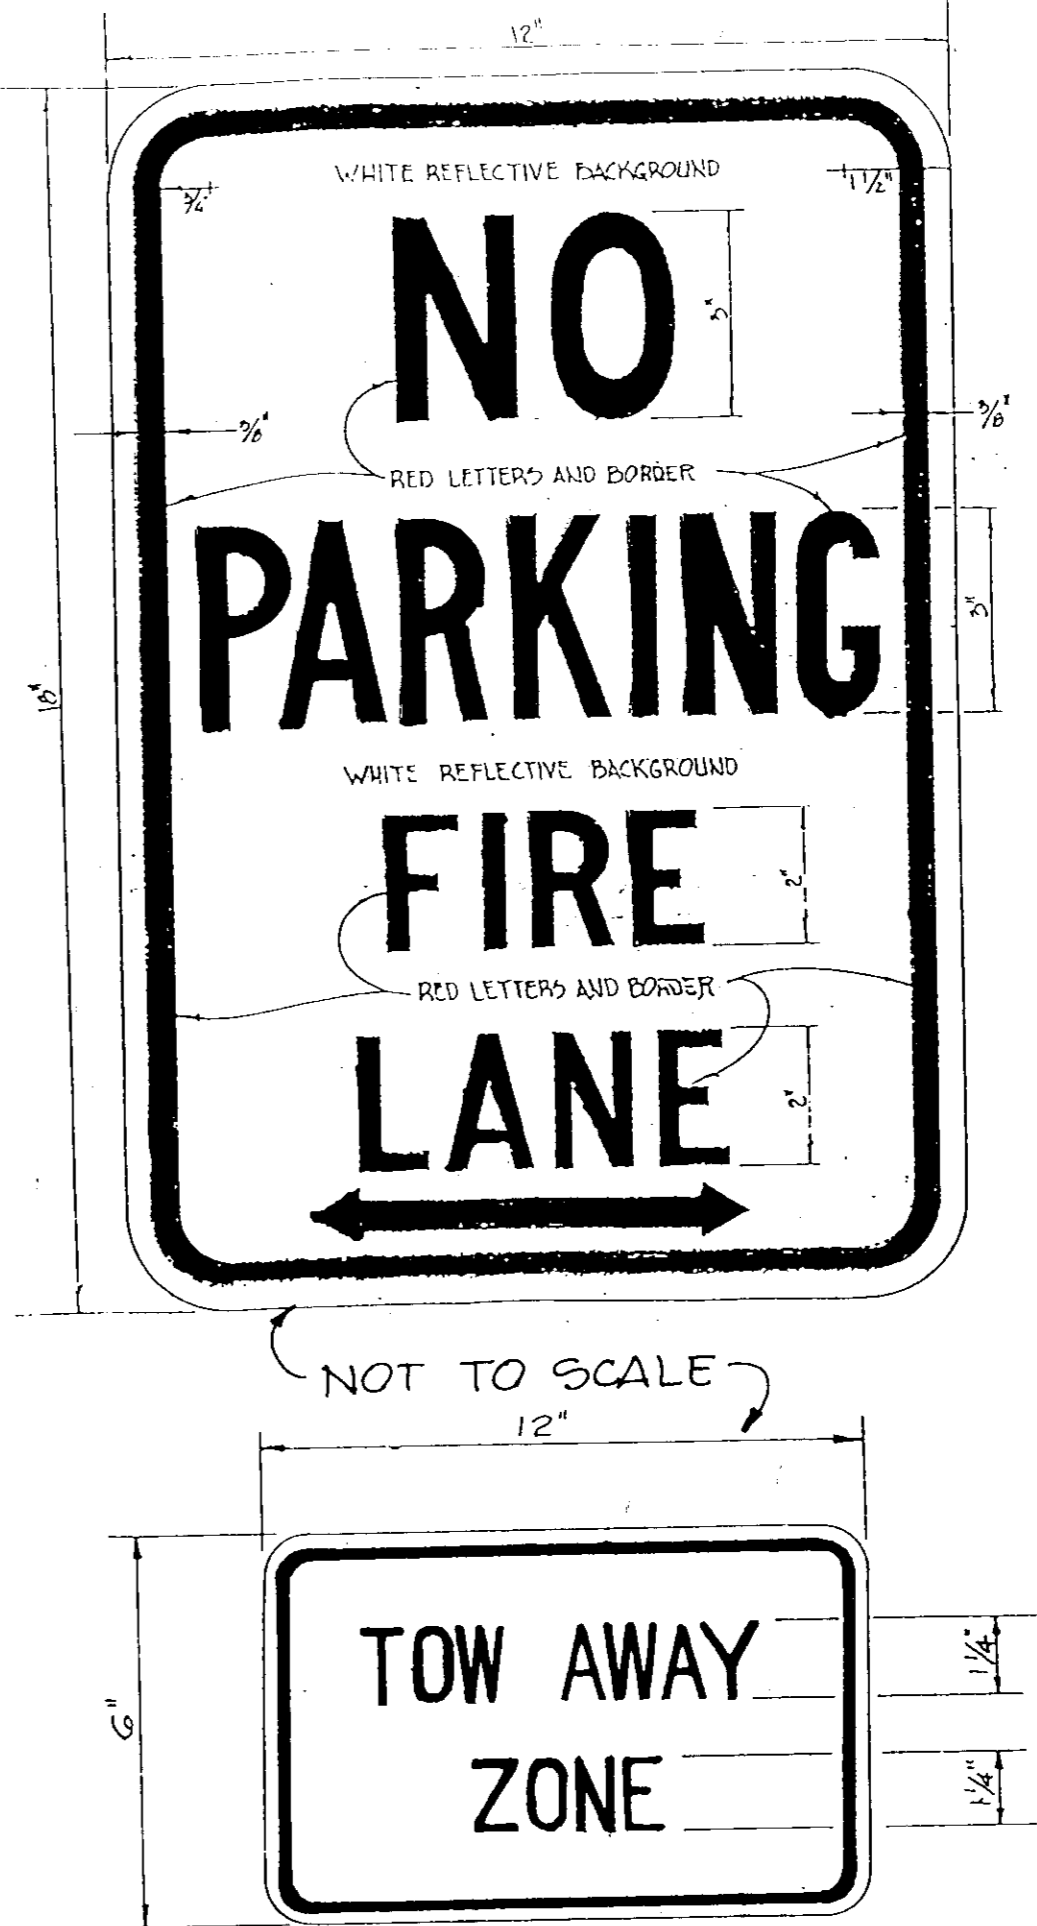 12"
WHITE REFLECTIVE BACKGROUND
3/4"
1 1/2"
NO
3"
3/8"
3/8"
RED LETTERS AND BORDER
PARKING
3"
18"
WHITE REFLECTIVE BACKGROUND
FIRE
2"
RED LETTERS AND BORDER
LANE
2"
NOT TO SCALE
12"
TOW AWAY
1 1/4"
6"
ZONE
1 1/4"